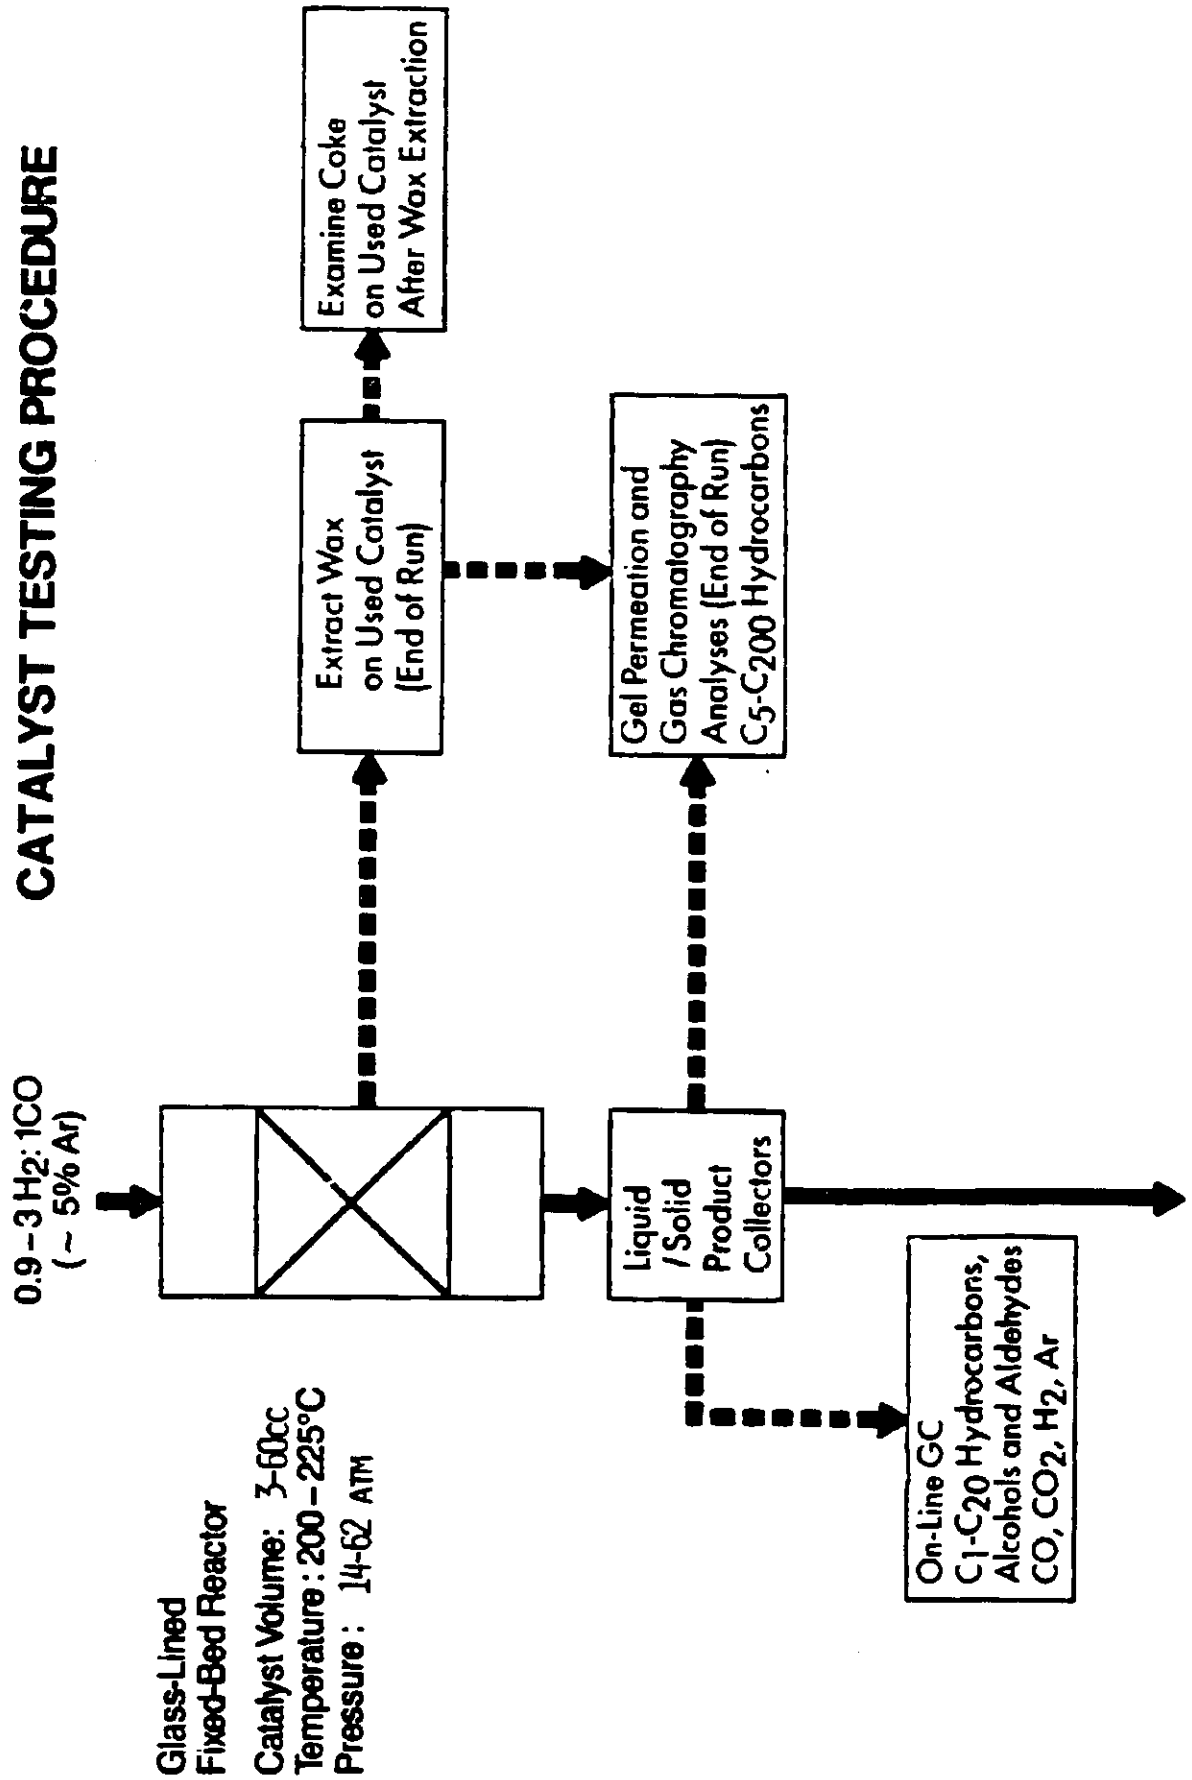 CATALYST TESTING PROCEDURE
0.9 – 3 H2: 1CO
(~ 5% Ar)
Glass-Lined
Fixed-Bed Reactor
Catalyst Volume: 3-60cc
Temperature : 200 – 225°C
Pressure : 14-62 ATM
Extract Wax
on Used Catalyst
(End of Run)
Examine Coke
on Used Catalyst
After Wax Extraction
Liquid
/Solid
Product
Collectors
Gel Permeation and
Gas Chromatography
Analyses (End of Run)
C5-C200 Hydrocarbons
On-Line GC
C1-C20 Hydrocarbons,
Alcohols and Aldehydes
CO, CO2, H2, Ar